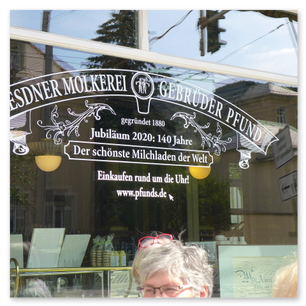 ESDNER MOLKEREI GEBRÜDER PFUND
gegründet 1880
Jubiläum 2020: 140 Jahre
Der schönste Milchladen der Welt
Einkaufen rund um die Uhr!
www.pfunds.de